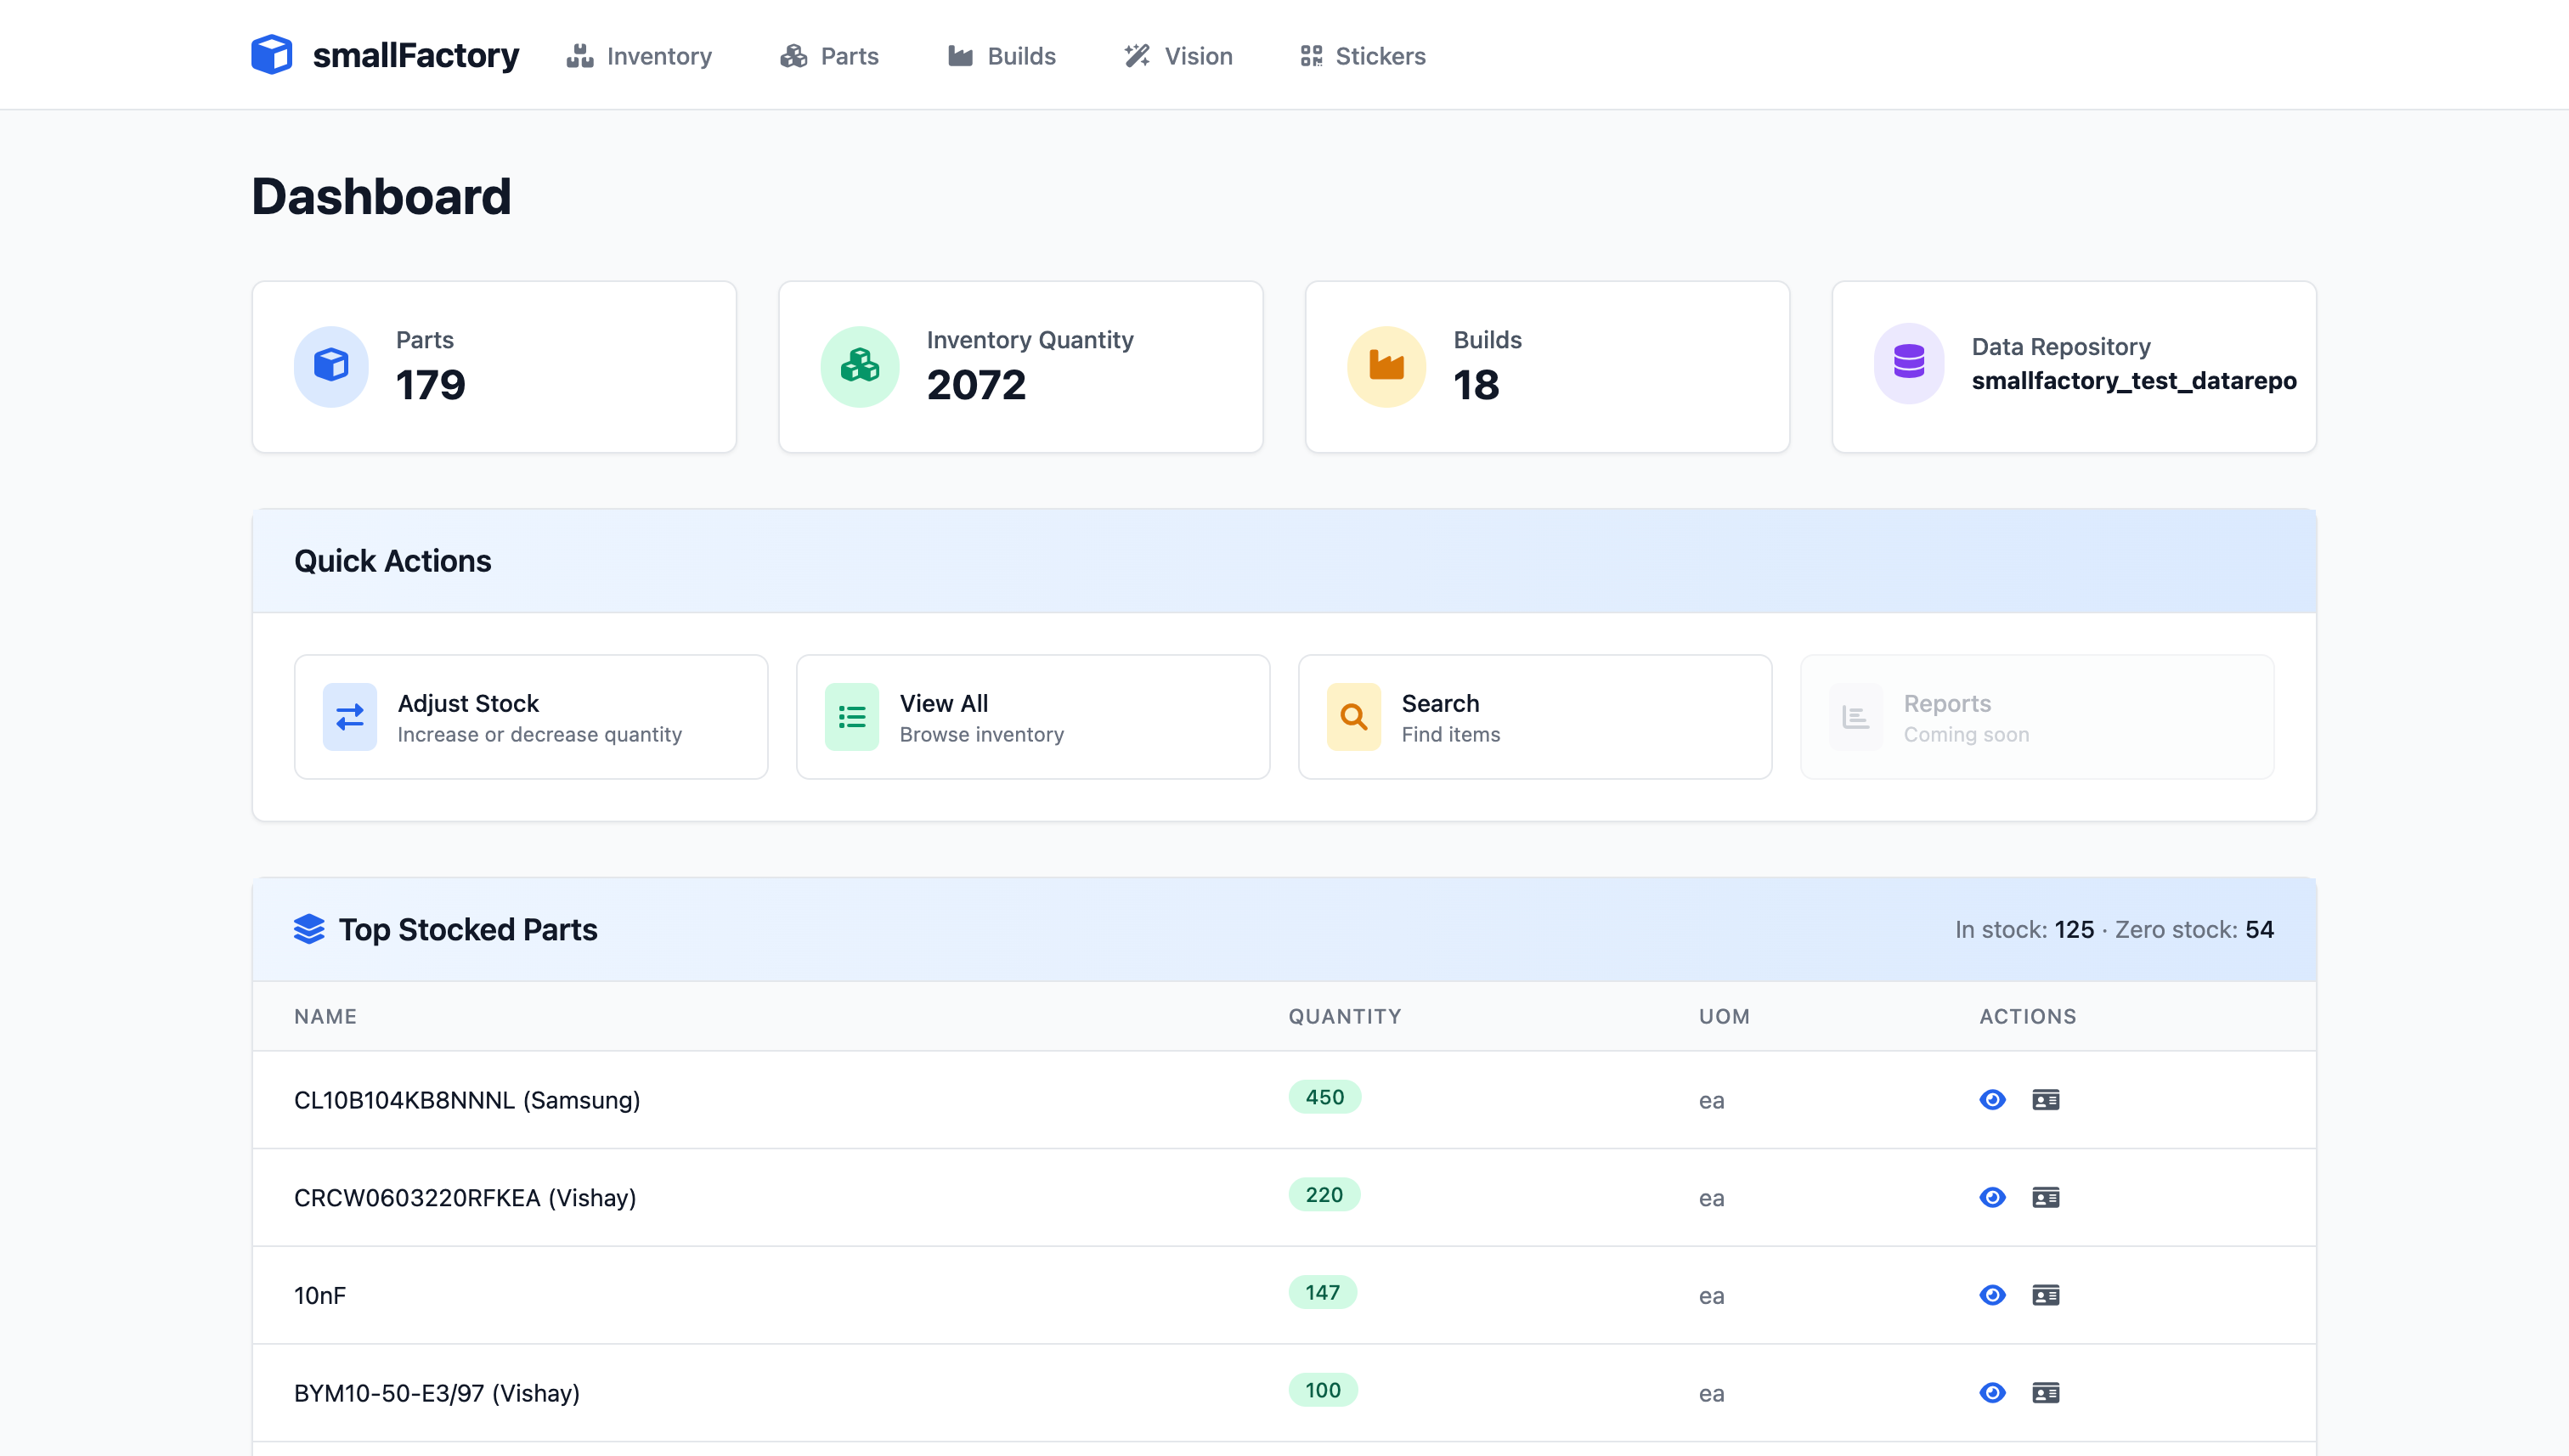 smallFactory Inventory Parts Builds Vision Stickers
Dashboard
Parts
179
Inventory Quantity
2072
Builds
18
Data Repository
smallfactory_test_datarepo
Quick Actions
Adjust Stock
Increase or decrease quantity
View All
Browse inventory
Search
Find items
Reports
Coming soon
Top Stocked Parts In stock: 125 · Zero stock: 54
NAME QUANTITY UOM ACTIONS
CL10B104KB8NNNL (Samsung) 450 ea
CRCW0603220RFKEA (Vishay) 220 ea
10nF 147 ea
BYM10-50-E3/97 (Vishay) 100 ea